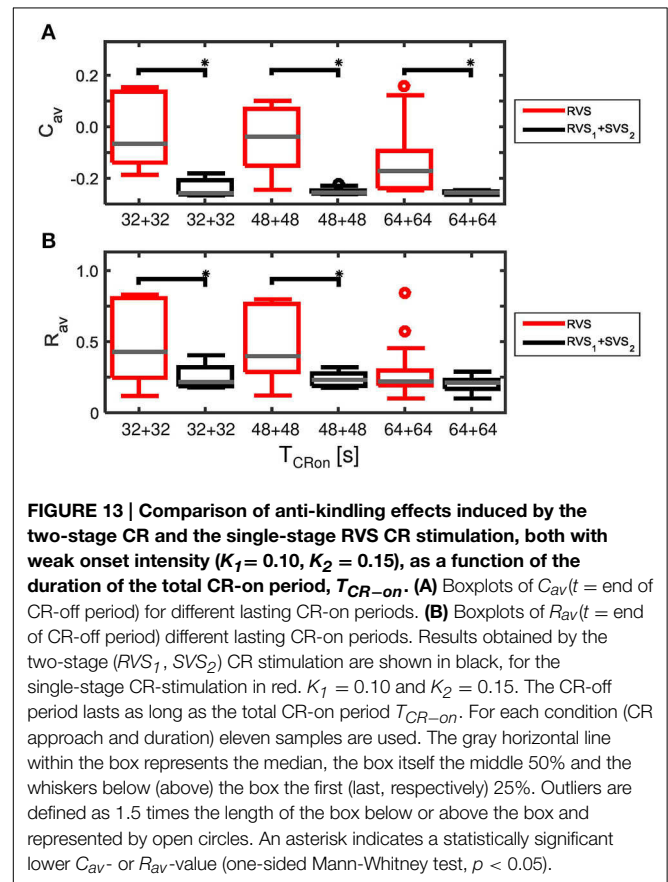 A
*
*
*
0.2
0.0
-0.2
C_av
RVS
RVS_1+SVS_2
32+32 32+32 48+48 48+48 64+64 64+64
B
*
*
1.0
0.5
0
R_av
RVS
RVS_1+SVS_2
32+32 32+32 48+48 48+48 64+64 64+64
T_CRon [s]
FIGURE 13 | Comparison of anti-kindling effects induced by the
two-stage CR and the single-stage RVS CR stimulation, both with
weak onset intensity (K_1 = 0.10, K_2 = 0.15), as a function of the
duration of the total CR-on period, T_CR−on. (A) Boxplots of C_av(t = end of
CR-off period) for different lasting CR-on periods. (B) Boxplots of R_av(t = end
of CR-off period) different lasting CR-on periods. Results obtained by the
two-stage (RVS_1, SVS_2) CR stimulation are shown in black, for the
single-stage CR-stimulation in red. K_1 = 0.10 and K_2 = 0.15. The CR-off
period lasts as long as the total CR-on period T_CR−on. For each condition (CR
approach and duration) eleven samples are used. The gray horizontal line
within the box represents the median, the box itself the middle 50% and the
whiskers below (above) the box the first (last, respectively) 25%. Outliers are
defined as 1.5 times the length of the box below or above the box and
represented by open circles. An asterisk indicates a statistically significant
lower C_av- or R_av-value (one-sided Mann-Whitney test, p < 0.05).